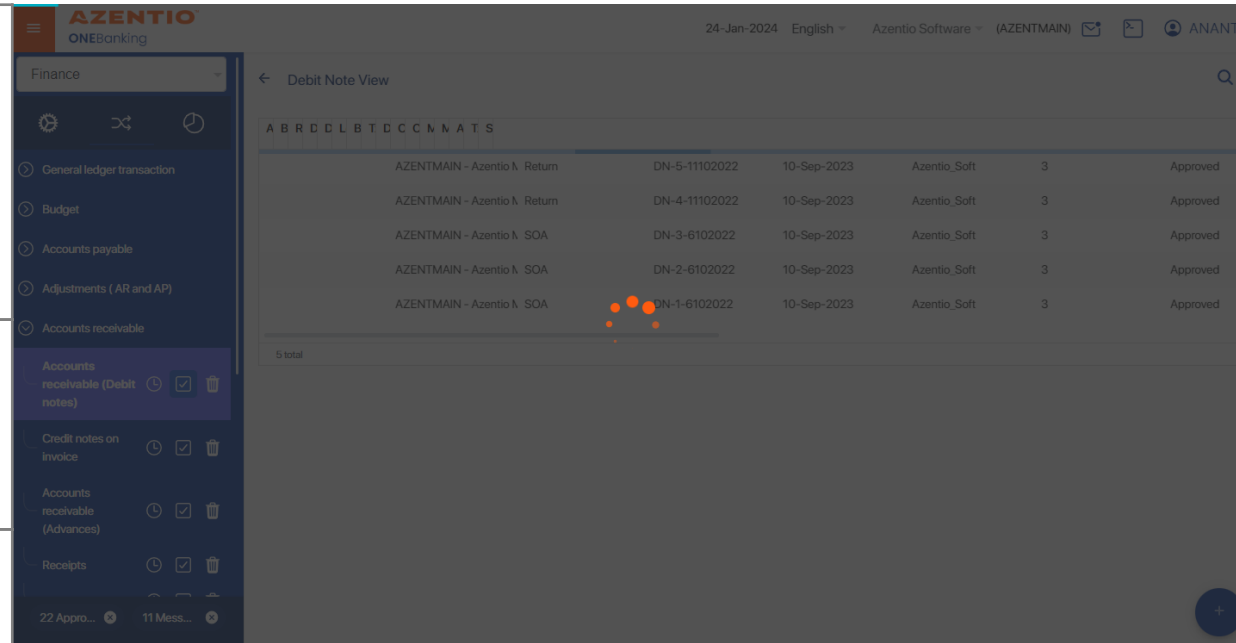 AZENTIO
ONEBanking
24-Jan-2024 English Azentio Software (AZENTMAIN) ANANT
Finance
Debit Note View
General ledger transaction
Budget
Accounts payable
Adjustments ( AR and AP)
Accounts receivable
Accounts
receivable (Debit
notes)
Credit notes on
invoice
Accounts
receivable
(Advances)
Receipts
22 Appro... 11 Mess...
A B R D D L B T D C C M M A T S
AZENTMAIN - Azentio M Return DN-5-11102022 10-Sep-2023 Azentio_Soft 3 Approved
AZENTMAIN - Azentio M Return DN-4-11102022 10-Sep-2023 Azentio_Soft 3 Approved
AZENTMAIN - Azentio M SOA DN-3-6102022 10-Sep-2023 Azentio_Soft 3 Approved
AZENTMAIN - Azentio M SOA DN-2-6102022 10-Sep-2023 Azentio_Soft 3 Approved
AZENTMAIN - Azentio M SOA DN-1-6102022 10-Sep-2023 Azentio_Soft 3 Approved
5 total